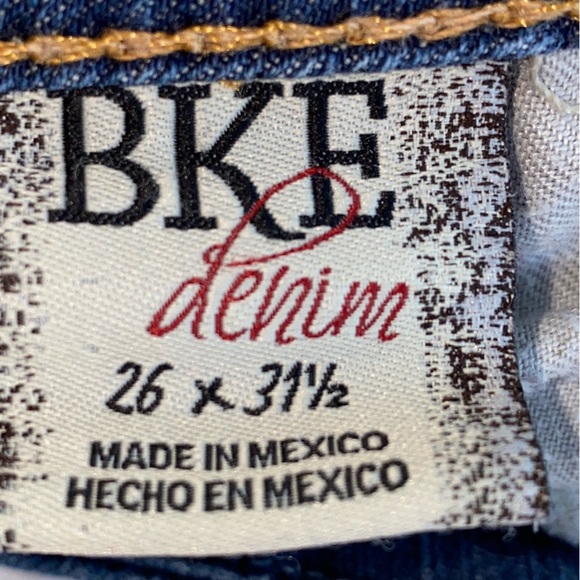 BKE
denim
26 x 31½
MADE IN MEXICO
HECHO EN MEXICO